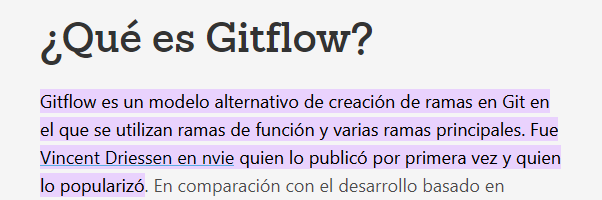 ¿Qué es Gitflow?
Gitflow es un modelo alternativo de creación de ramas en Git en
el que se utilizan ramas de función y varias ramas principales. Fue
Vincent Driessen en nvie quien lo publicó por primera vez y quien
lo popularizó. En comparación con el desarrollo basado en